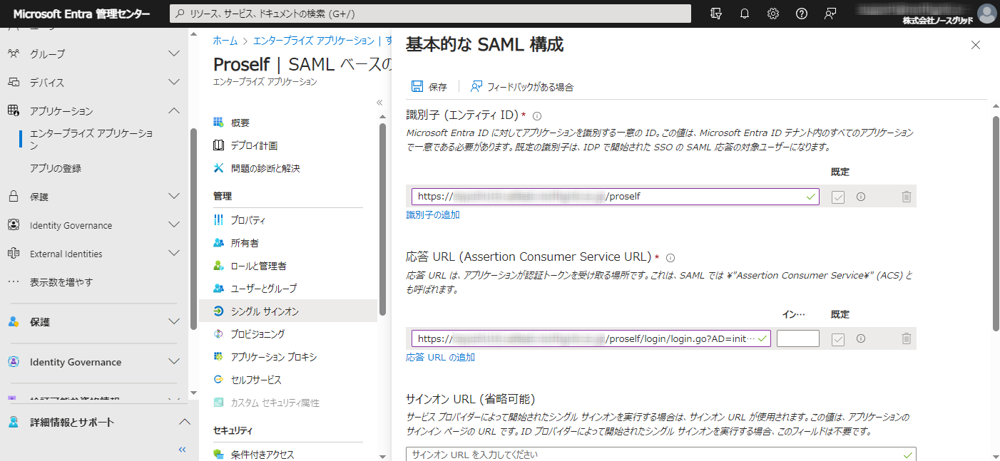 Microsoft Entra 管理センター
リソース、サービス、ドキュメントの検索 (G+/)
株式会社ノースグリッド
グループ
デバイス
アプリケーション
エンタープライズ アプリケーショ
ン
アプリの登録
保護
Identity Governance
External Identities
表示数を増やす
保護
Identity Governance
詳細情報とサポート
ホーム > エンタープライズ アプリケーション | す
Proself | SAML ベースの
エンタープライズ アプリケーション
概要
デプロイ計画
問題の診断と解決
管理
プロパティ
所有者
ロールと管理者
ユーザーとグループ
シングル サインオン
プロビジョニング
アプリケーション プロキシ
セルフサービス
カスタム セキュリティ属性
セキュリティ
条件付きアクセス
基本的な SAML 構成
保存
フィードバックがある場合
識別子 (エンティティ ID) *
Microsoft Entra ID に対してアプリケーションを識別する一意の ID。この値は、Microsoft Entra ID テナント内のすべてのアプリケーション
で一意である必要があります。既定の識別子は、IDP で開始された SSO の SAML 応答の対象ユーザーになります。
既定
https://
/proself
識別子の追加
応答 URL (Assertion Consumer Service URL) *
応答 URL は、アプリケーションが認証トークンを受け取る場所です。これは、SAML では ¥"Assertion Consumer Service¥" (ACS) と
も呼ばれます。
イン…
既定
https://
/proself/login/login.go?AD=init…
応答 URL の追加
サインオン URL (省略可能)
サービス プロバイダーによって開始されたシングル サインオンを実行する場合は、サインオン URL が使用されます。この値は、アプリケーションの
サインイン ページの URL です。ID プロバイダーによって開始されたシングル サインオンを実行する場合、このフィールドは不要です。
サインオン URL を入力してください